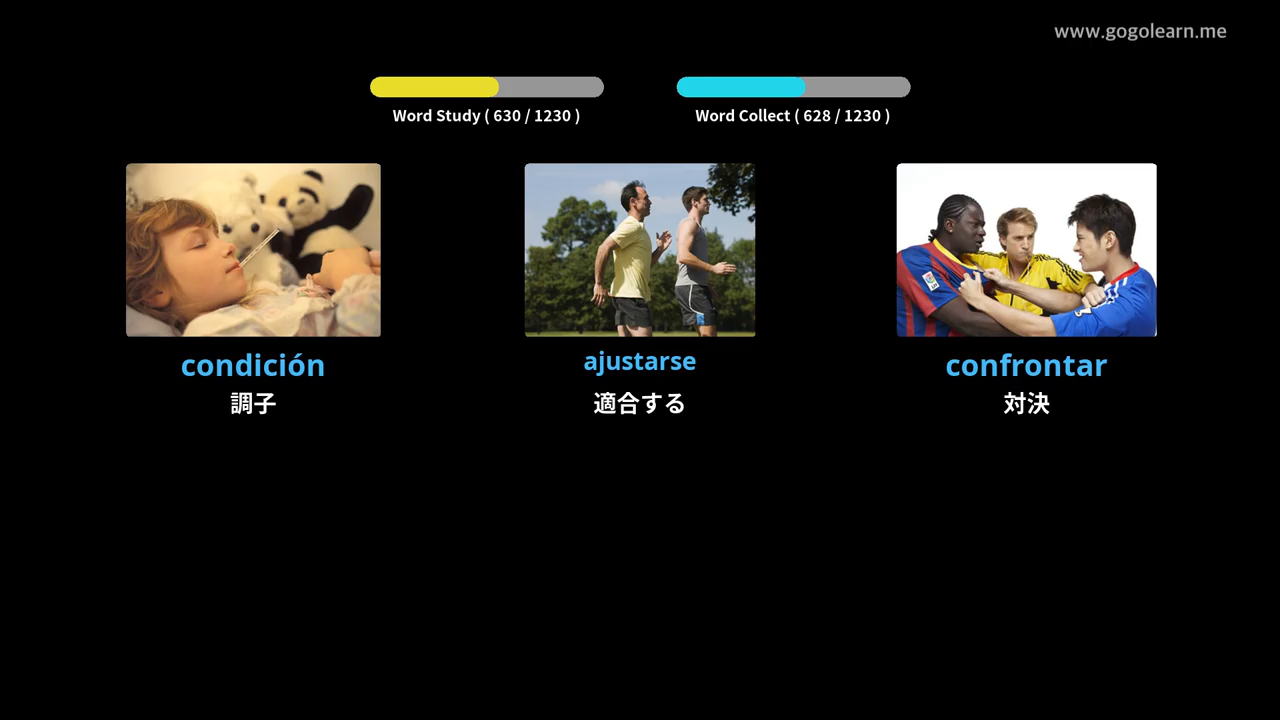 www.gogolearn.me
Word Study ( 630 / 1230 )
Word Collect ( 628 / 1230 )
condición
調子
ajustarse
適合する
confrontar
対決